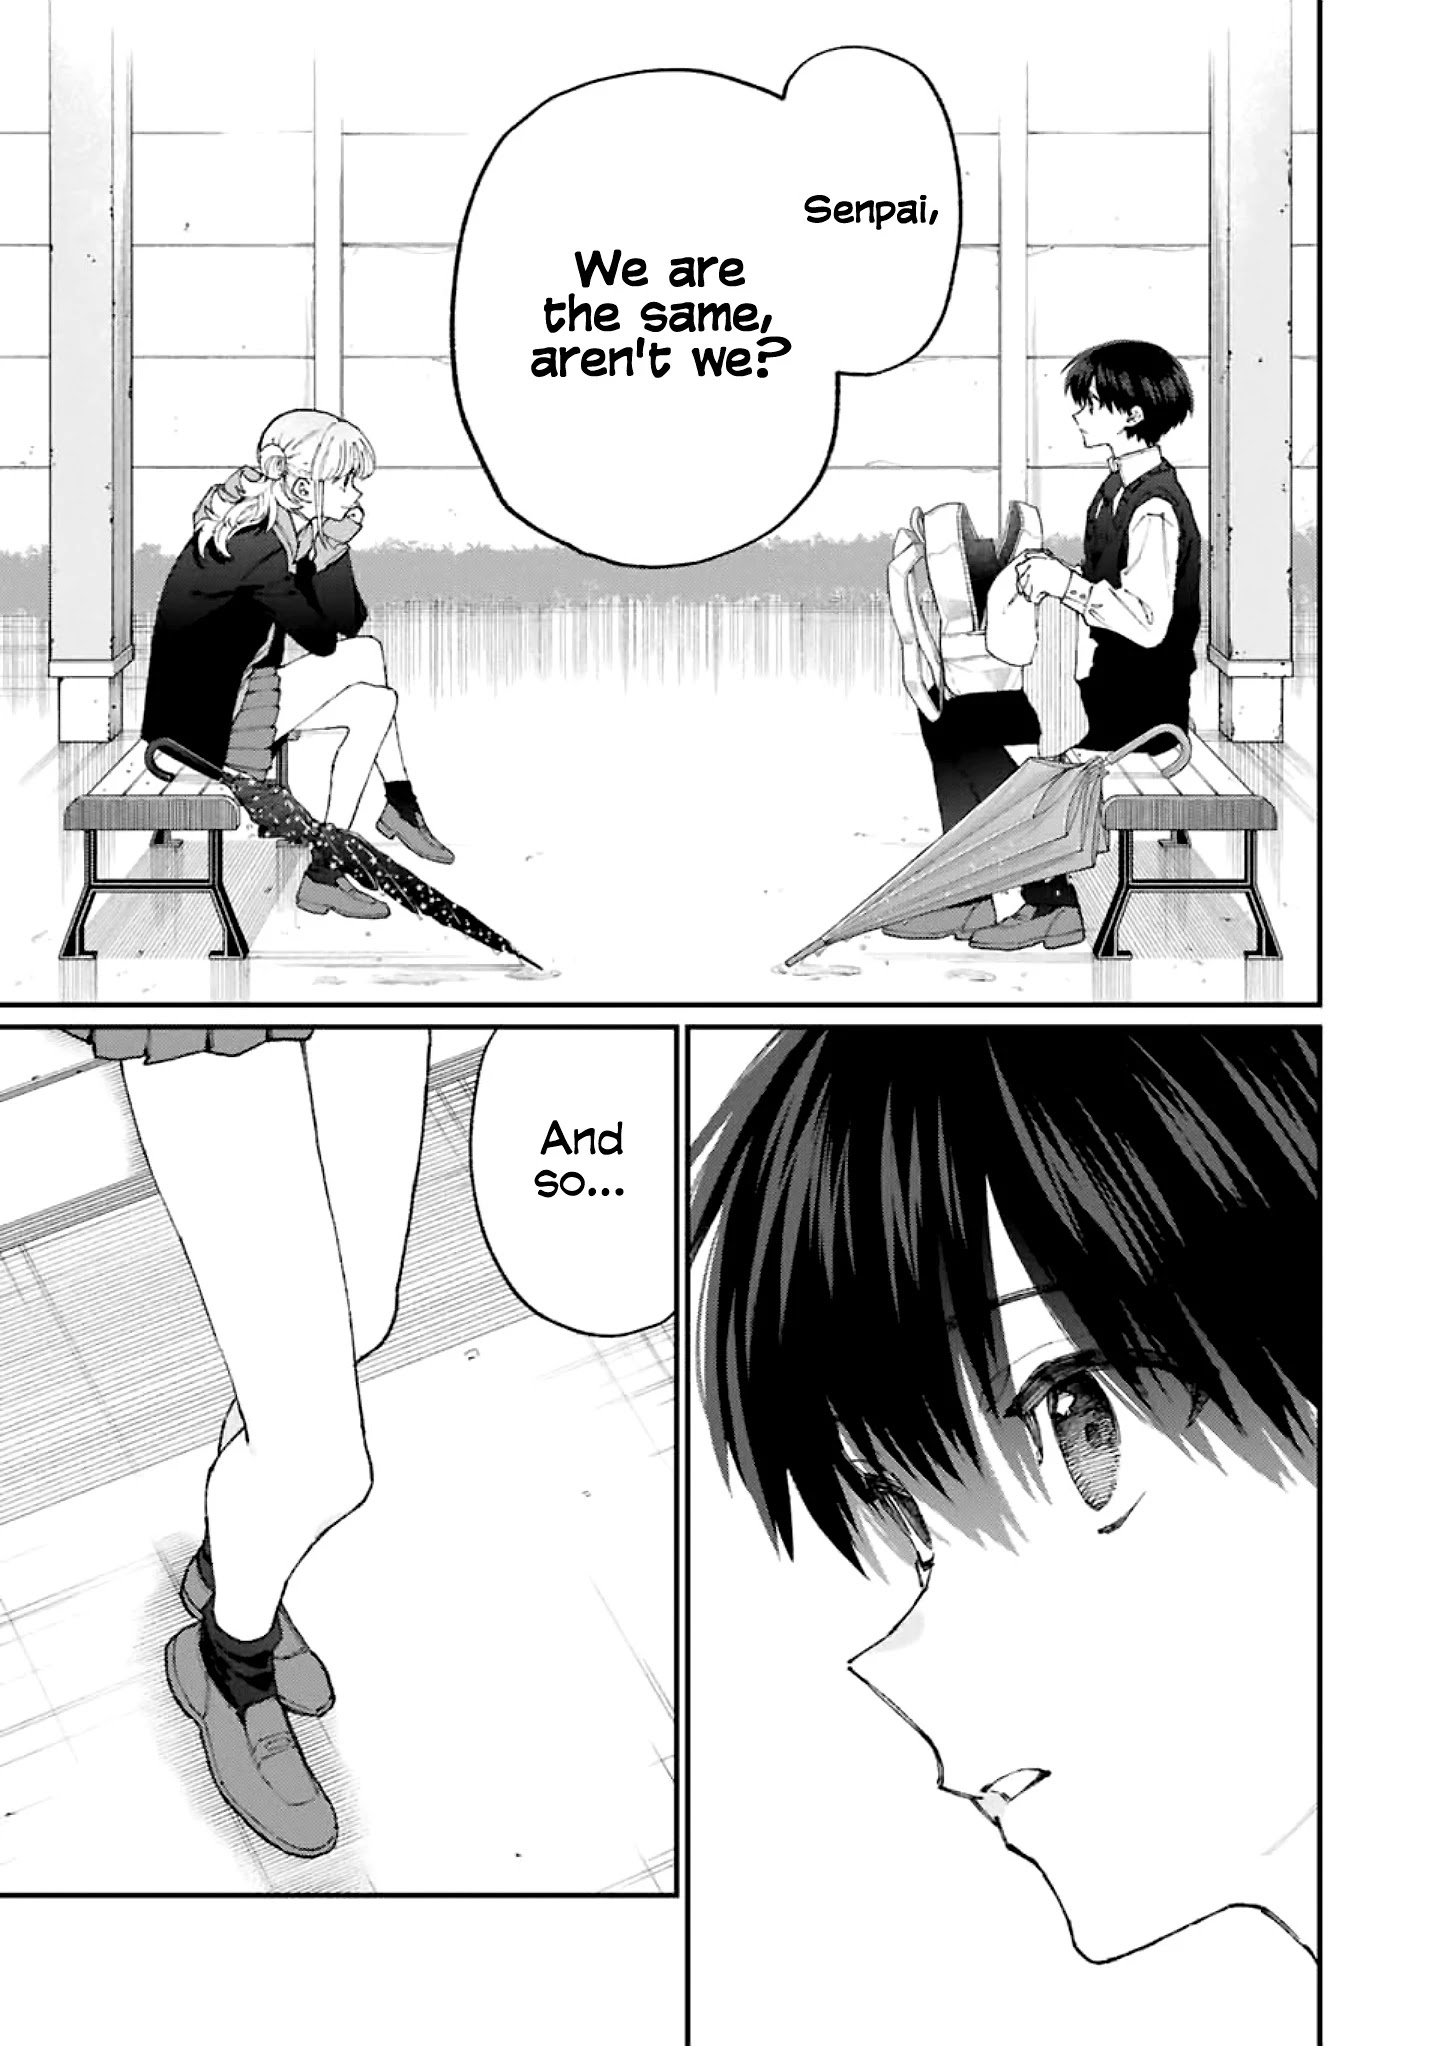 Senpai,
We are
the same,
aren't we?
And
so...